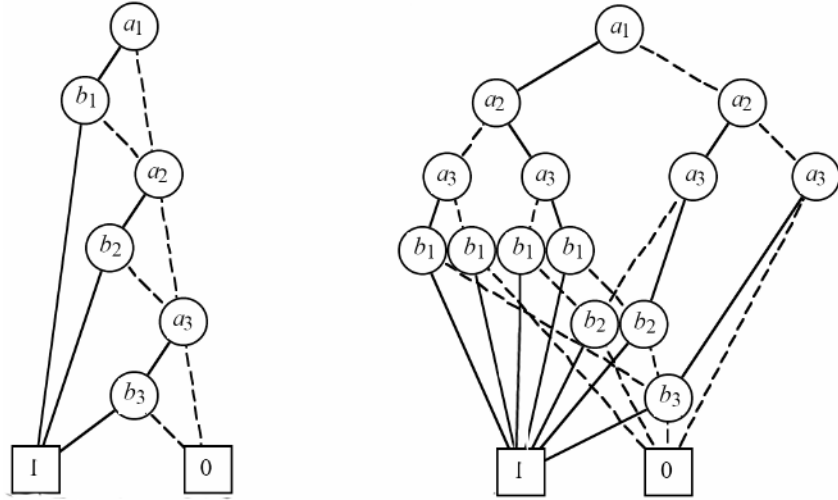 a1 a1
b1 a2 a2
a2 a3 a3 a3 a3
b2 b1 b1 b1 b1
a3 b2 b2
b3 b3
1 0 1 0